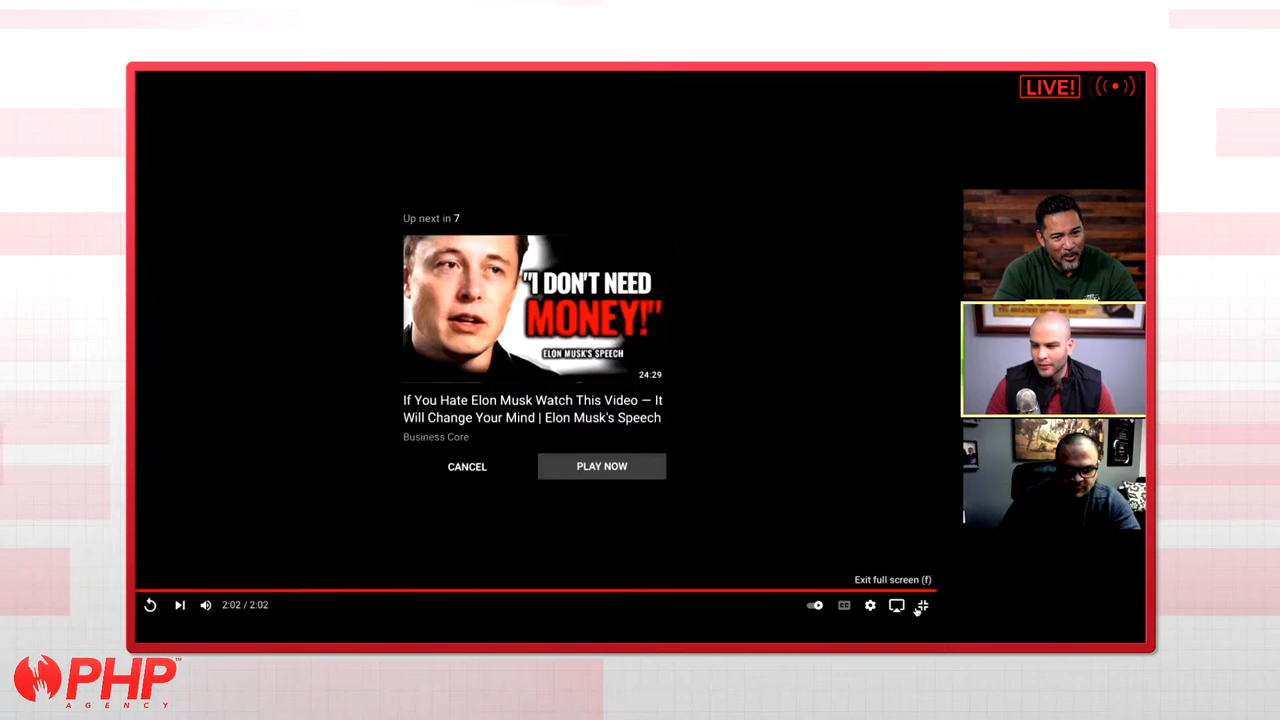 LIVE!
Up next in 7
"I DON'T NEED
MONEY!"
ELON MUSK'S SPEECH
24:29
If You Hate Elon Musk Watch This Video — It
Will Change Your Mind | Elon Musk's Speech
Business Core
CANCEL
PLAY NOW
Exit full screen (f)
2:02 / 2:02
CC
PHP™
AGENCY